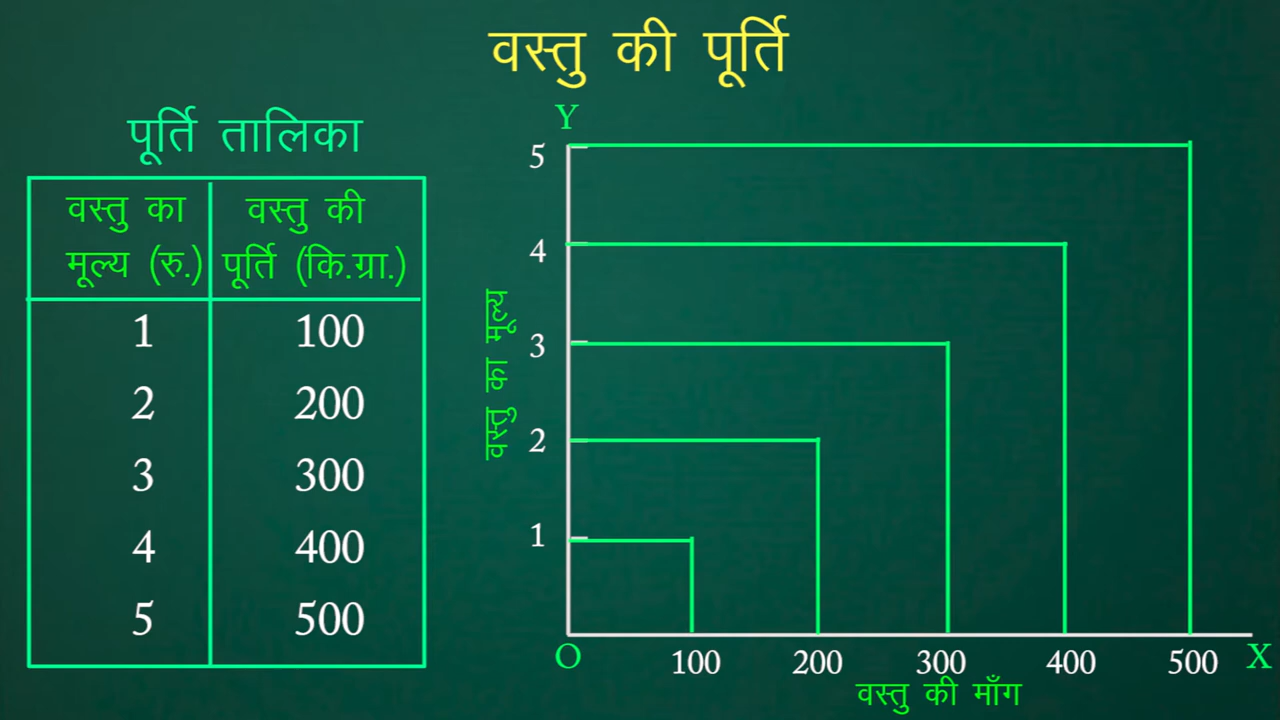 वस्तु की पूर्ति
पूर्ति तालिका
वस्तु का मूल्य (रु.)
वस्तु की पूर्ति (कि.ग्रा.)
1 100
2 200
3 300
4 400
5 500
Y
5
4
3
2
1
वस्तु का मूल्य
O
100 200 300 400 500 X
वस्तु की माँग